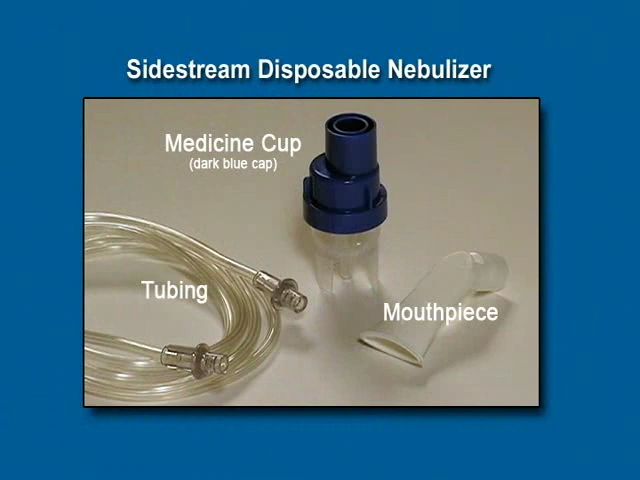 Sidestream Disposable Nebulizer
Medicine Cup
(dark blue cap)
Tubing
Mouthpiece